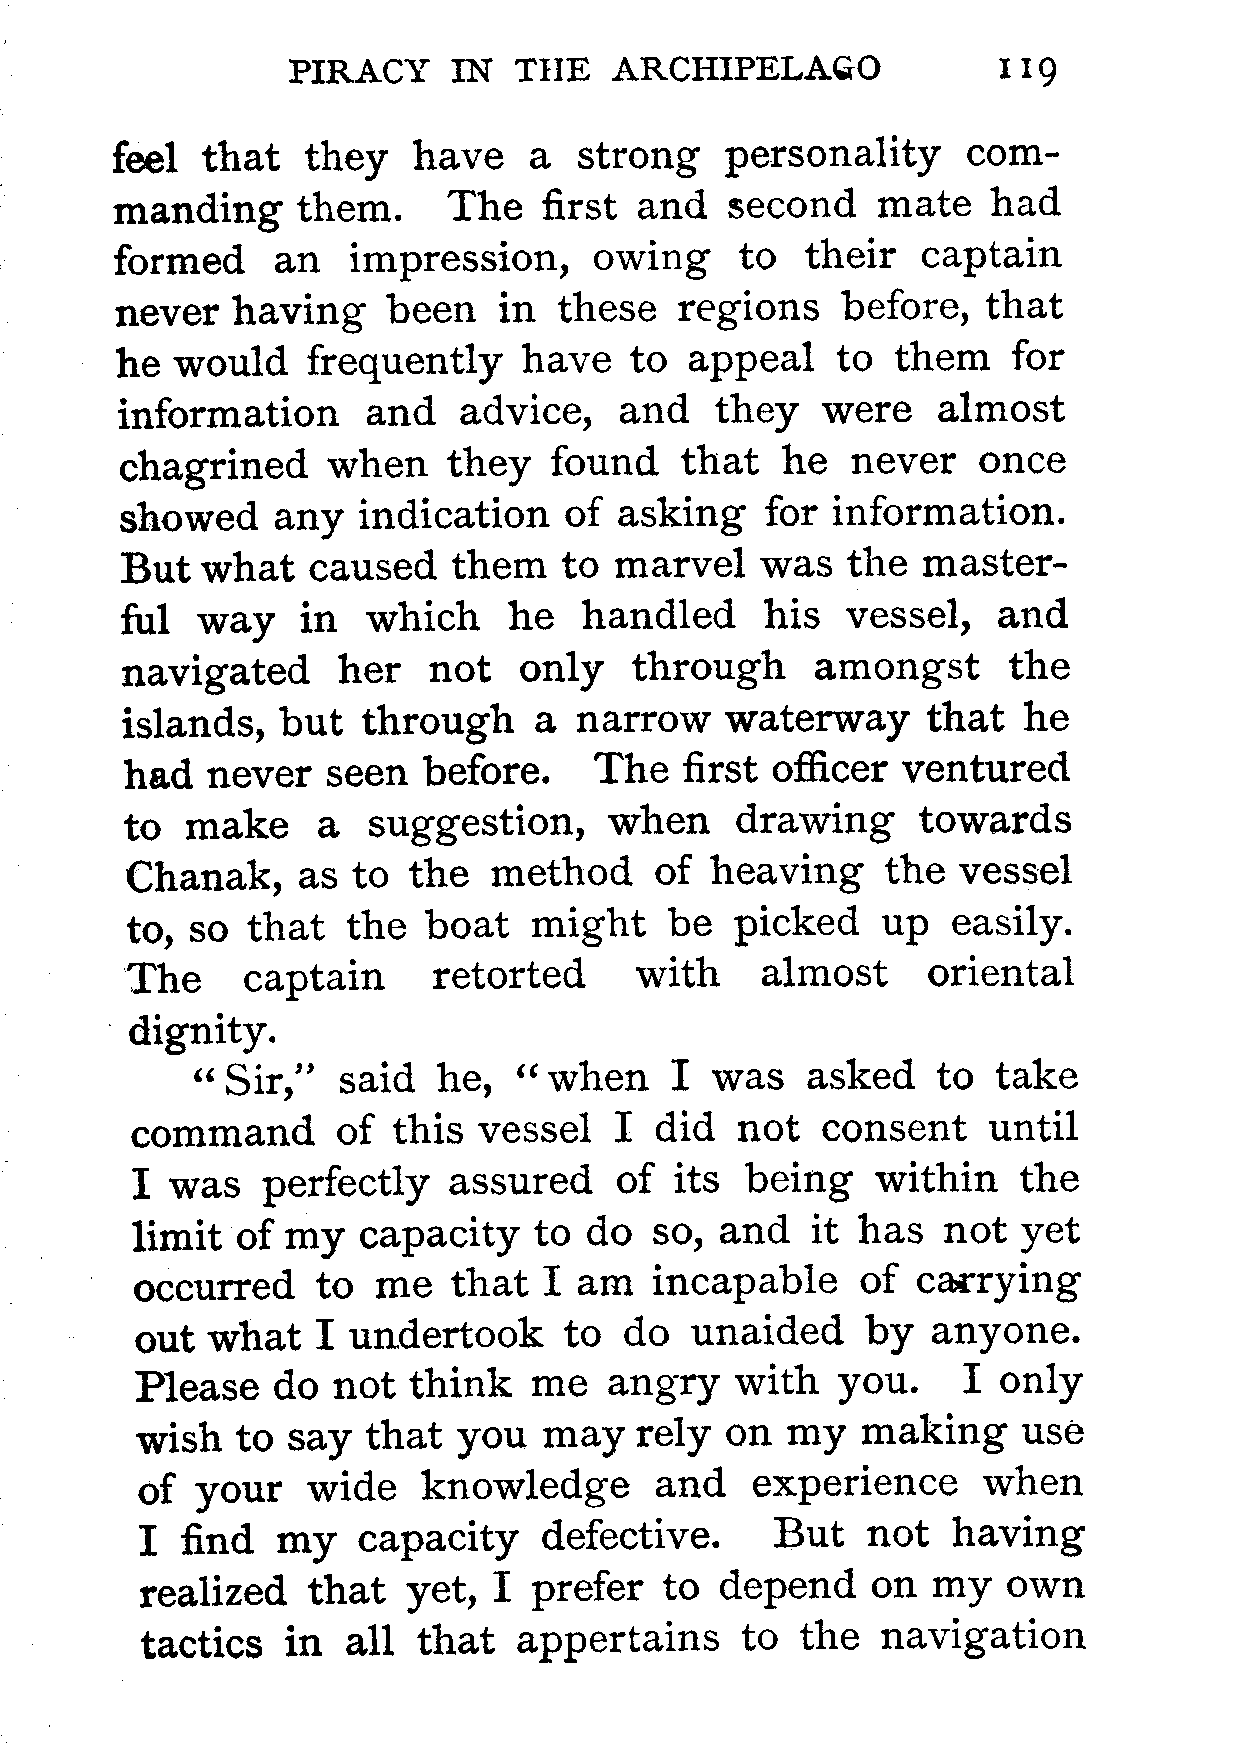 PIRACY IN THE ARCHIPELAGO 119
feel that they have a strong personality com-
manding them. The first and second mate had
formed an impression, owing to their captain
never having been in these regions before, that
he would frequently have to appeal to them for
information and advice, and they were almost
chagrined when they found that he never once
showed any indication of asking for information.
But what caused them to marvel was the master-
ful way in which he handled his vessel, and
navigated her not only through amongst the
islands, but through a narrow waterway that he
had never seen before. The first officer ventured
to make a suggestion, when drawing towards
Chanak, as to the method of heaving the vessel
to, so that the boat might be picked up easily.
The captain retorted with almost oriental
dignity.
“Sir,” said he, “when I was asked to take
command of this vessel I did not consent until
I was perfectly assured of its being within the
limit of my capacity to do so, and it has not yet
occurred to me that I am incapable of carrying
out what I undertook to do unaided by anyone.
Please do not think me angry with you. I only
wish to say that you may rely on my making use
of your wide knowledge and experience when
I find my capacity defective. But not having
realized that yet, I prefer to depend on my own
tactics in all that appertains to the navigation